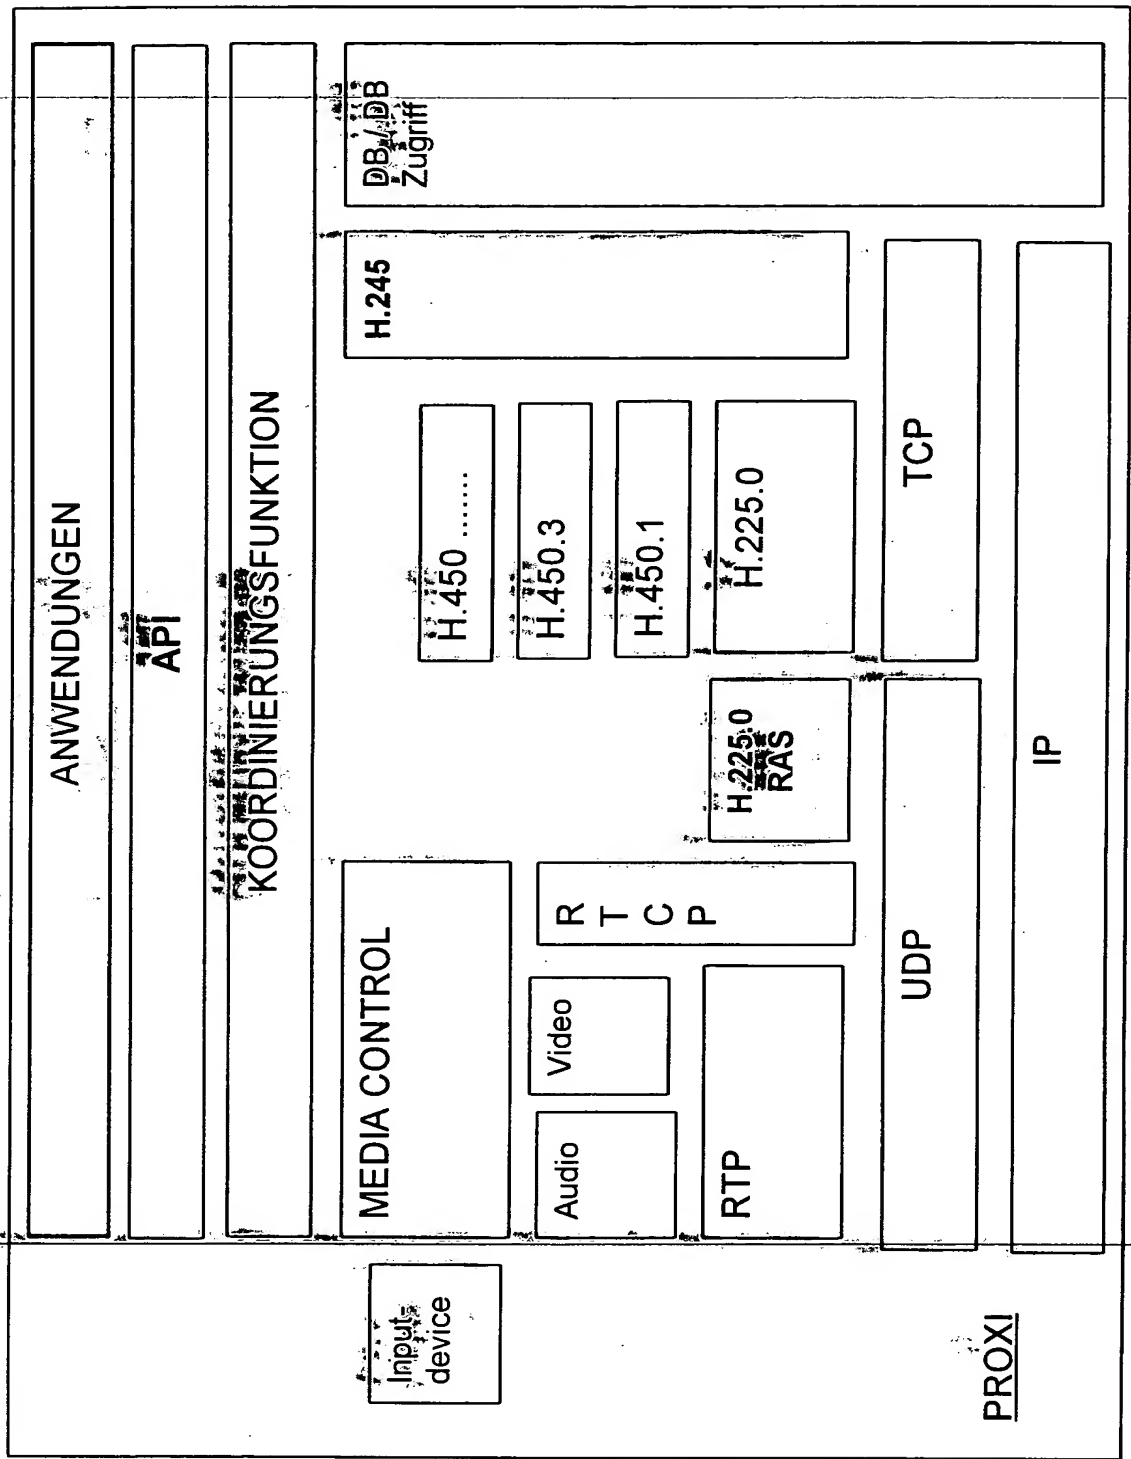 ANWENDUNGEN
API
KOORDINIERUNGSFUNKTION
MEDIA CONTROL
H.245
DB / DB
Zugriff
Input-
device
H.450 .......
Audio
Video
R
T
C
P
H.450.3
H.450.1
RTP
H.225.0
RAS
H.225.0
UDP
TCP
IP
PROXI